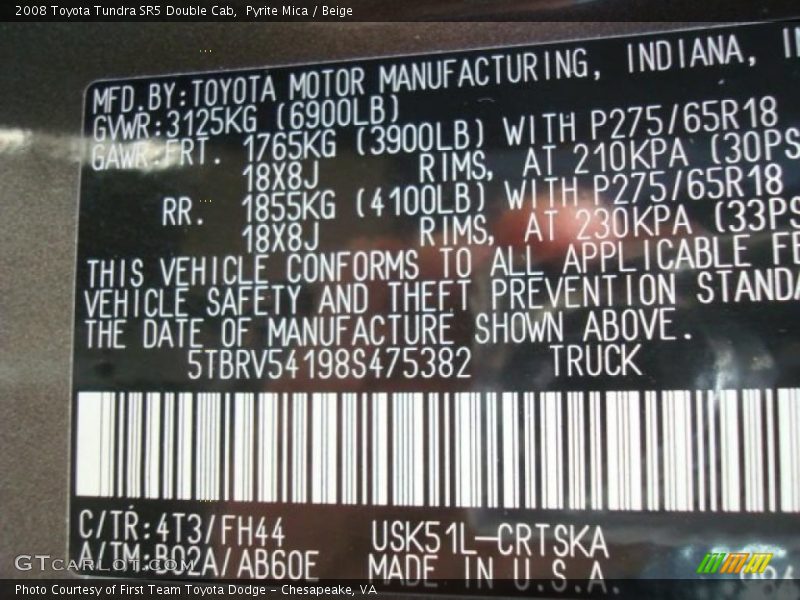 2008 Toyota Tundra SR5 Double Cab,  Pyrite Mica / Beige
MFD.BY:TOYOTA MOTOR MANUFACTURING, INDIANA, IN
GVWR:3125KG (6900LB)
GAWR:FRT. 1765KG (3900LB) WITH P275/65R18
18X8J RIMS, AT 210KPA (30PS
RR. 1855KG (4100LB) WITH P275/65R18
18X8J RIMS, AT 230KPA (33PS
THIS VEHICLE CONFORMS TO ALL APPLICABLE FE
VEHICLE SAFETY AND THEFT PREVENTION STANDA
THE DATE OF MANUFACTURE SHOWN ABOVE.
5TBRV54198S475382 TRUCK
C/TR:4T3/FH44 USK51L-CRTSKA
A/TM:B02A/AB60E MADE IN U.S.A.
GTcarlot.com
Photo Courtesy of First Team Toyota Dodge - Chesapeake, VA